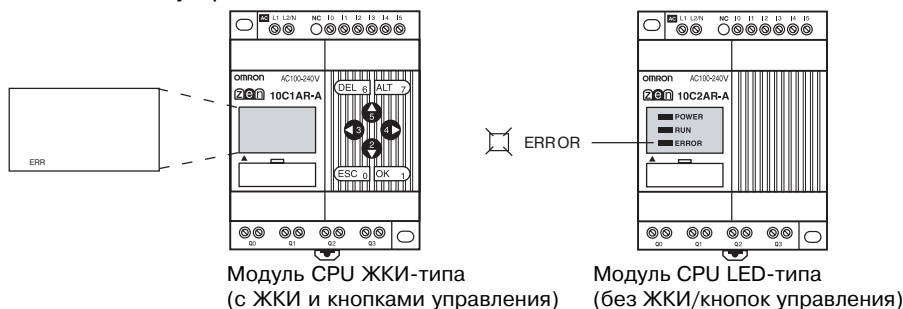 AC L1 L2/N NC I0 I1 I2 I3 I4 I5
OMRON AC100-240V
zen 10C1AR-A
DEL 6 ALT 7
5
3 4
2
ESC 0 OK 1
Q0 Q1 Q2 Q3
ERR
Модуль CPU ЖКИ-типа
(с ЖКИ и кнопками управления)
ERROR
AC L1 L2/N NC I0 I1 I2 I3 I4 I5
OMRON AC100-240V
zen 10C2AR-A
POWER
RUN
ERROR
Q0 Q1 Q2 Q3
Модуль CPU LED-типа
(без ЖКИ/кнопок управления)